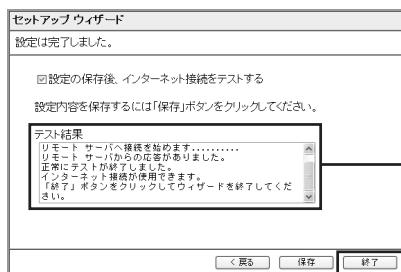 セットアップ ウィザード
設定は完了しました。
設定の保存後、インターネット接続をテストする
設定内容を保存するには「保存」ボタンをクリックしてください。
テスト結果
リモート サーバへ接続を始めます..........
リモート サーバからの応答がありました。
正常にテストが終了しました。
インターネット接続が使用できます。
「終了」ボタンをクリックしてウィザードを終了してくだ
さい。
< 戻る 保存 終了